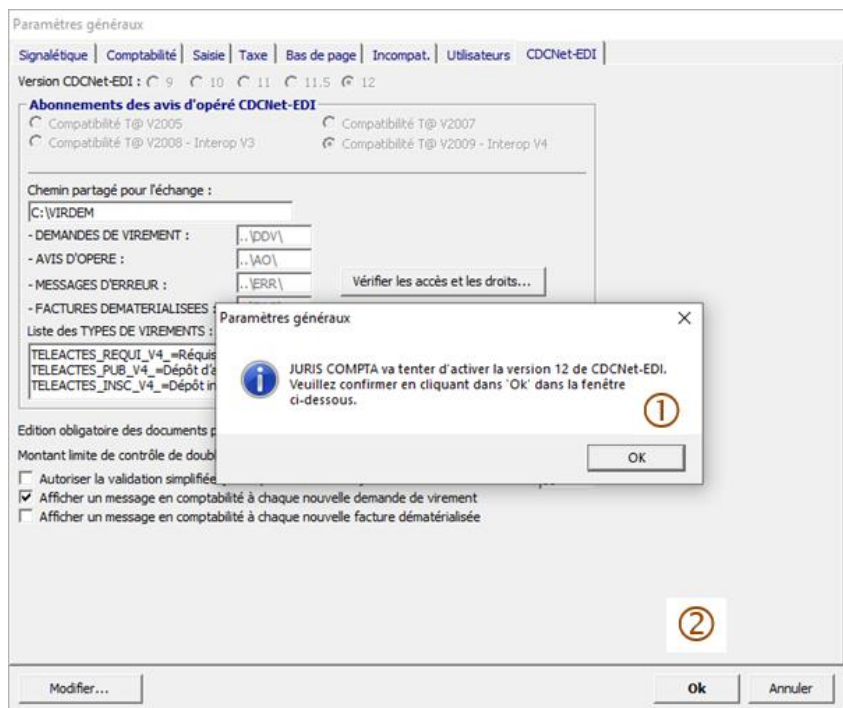 Paramètres généraux
Signalétique Comptabilité Saisie Taxe Bas de page Incompat. Utilisateurs CDCNet-EDI
Version CDCNet-EDI : 9 10 11 11.5 12
Abonnements des avis d'opéré CDCNet-EDI
Compatibilité T@ V2005 Compatibilité T@ V2007
Compatibilité T@ V2008 - Interop V3 Compatibilité T@ V2009 - Interop V4
Chemin partagé pour l'échange :
C:\VIRDEM
- DEMANDES DE VIREMENT : ..\DDV\
- AVIS D'OPERE : ..\AO\
- MESSAGES D'ERREUR : ..\ERR\ Vérifier les accès et les droits...
- FACTURES DEMATERIALISEES :
Liste des TYPES DE VIREMENTS :
TELEACTES_REQUI_V4_=Réquis
TELEACTES_PUB_V4_=Dépôt d'a
TELEACTES_INSC_V4_=Dépôt in
Paramètres généraux
JURIS COMPTA va tenter d'activer la version 12 de CDCNet-EDI.
Veuillez confirmer en cliquant dans 'Ok' dans la fenêtre
ci-dessous.
①
OK
Edition obligatoire des documents p
Montant limite de contrôle de doubl
Autoriser la validation simplifiée
Afficher un message en comptabilité à chaque nouvelle demande de virement
Afficher un message en comptabilité à chaque nouvelle facture dématérialisée
②
Modifier... Ok Annuler